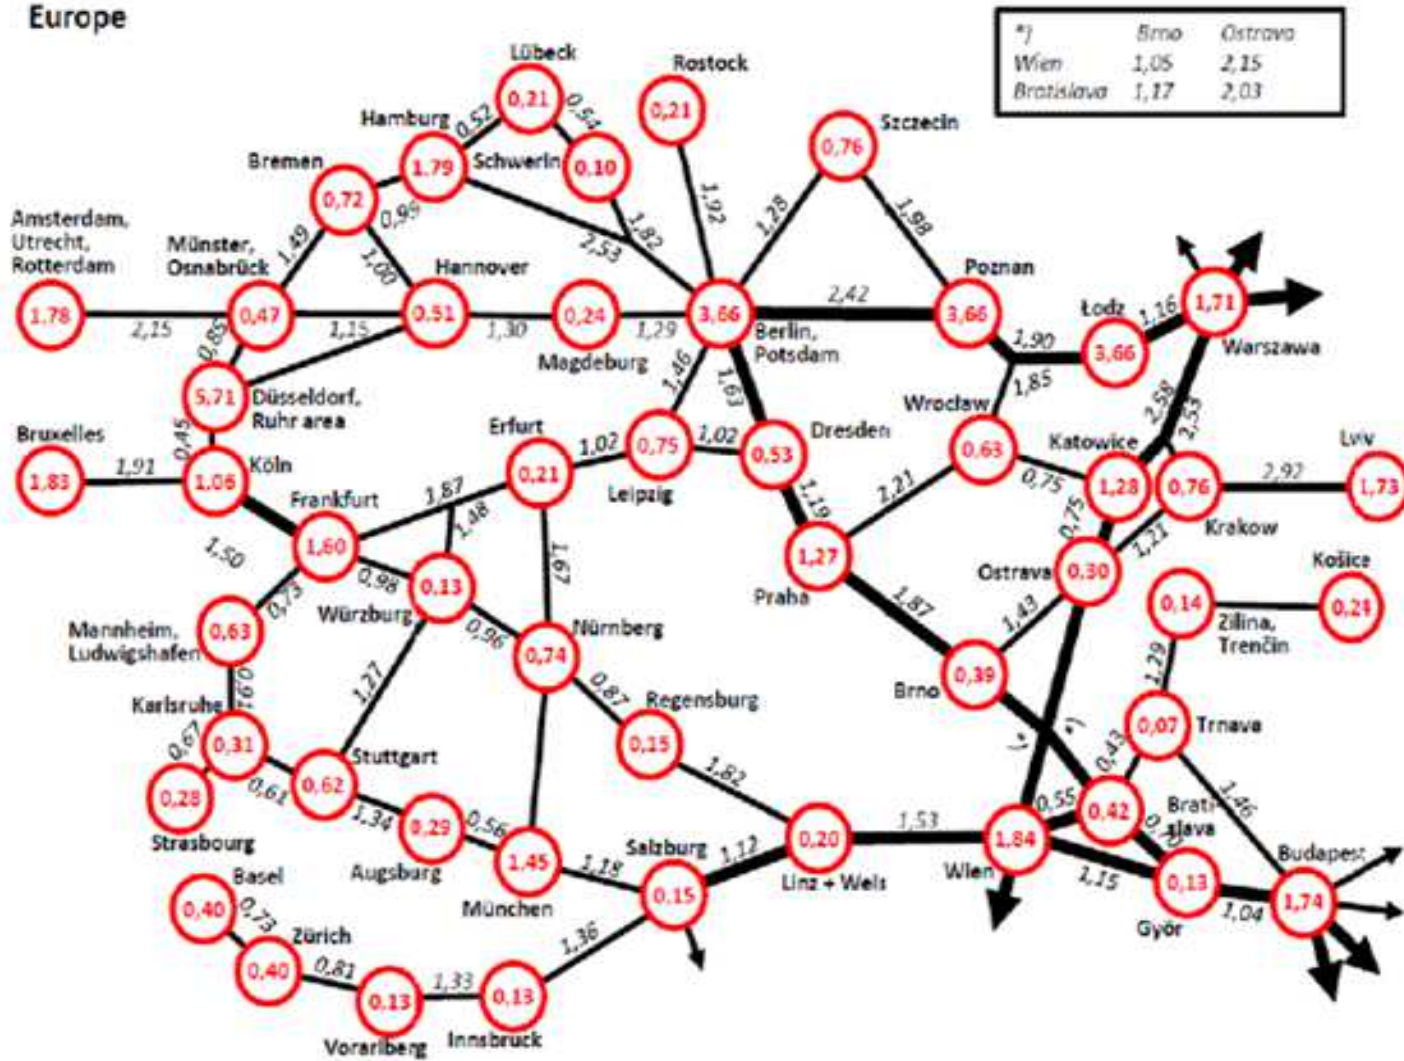 Europe
*) Brno Ostrava
Wien 1,05 2,15
Bratislava 1,17 2,03
Lübeck
0,21
Rostock
0,21
Hamburg
1.79
0,52
0,54
Schwerin
0,10
Szczecin
0,76
Bremen
0,72
0,99
1,92
1,28
1,98
1,82
2,53
Amsterdam,
Utrecht,
Rotterdam
1.78
2,15
Münster,
Osnabrück
0,47
1,49
1,00
Hannover
0,51
1,15
1,30
0,24
Magdeburg
1,29
3,66
Berlin,
Potsdam
2,42
Poznan
3,66
1,90
1,85
Łodz
3,66
1,16
1,71
Warszawa
0,85
5,71
Düsseldorf,
Ruhr area
0,45
Bruxelles
1.83
1,91
Köln
1,06
1,50
Frankfurt
1,60
1,87
1,48
Erfurt
0,21
1,02
0,75
Leipzig
1,46
1,63
1,02
Dresden
0,53
1,19
Wrocław
0,63
2,21
0,75
Katowice
1,28
2,58
2,53
0,76
Krakow
2,92
Lviv
1,73
0,75
1,21
1,27
Praha
1,87
Ostrava
0,30
1,43
0,39
Brno
Košice
0,24
0,14
Zilina,
Trenčin
1,29
0,73
0,98
0,13
Würzburg
1,67
0,96
Nürnberg
0,74
Mannheim,
Ludwigshafen
0,63
1,27
0,87
Regensburg
0,15
1,82
Karlsruhe
0,31
0,67
0,28
Strasbourg
0,61
Stuttgart
0,62
1,34
0,29
Augsburg
0,56
1.45
München
1,18
Salzburg
0.15
1,12
0,20
Linz + Wels
1,53
1,84
Wien
*)
*)
0,55
0,42
Brati-
slava
0,43
0,07
Trnava
1,46
1,15
0,13
Györ
1,04
Budapest
1,74
Basel
0,40
0,73
Zürich
0,40
0,81
0,13
Vorarlberg
1,33
0,13
Innsbruck
1,36